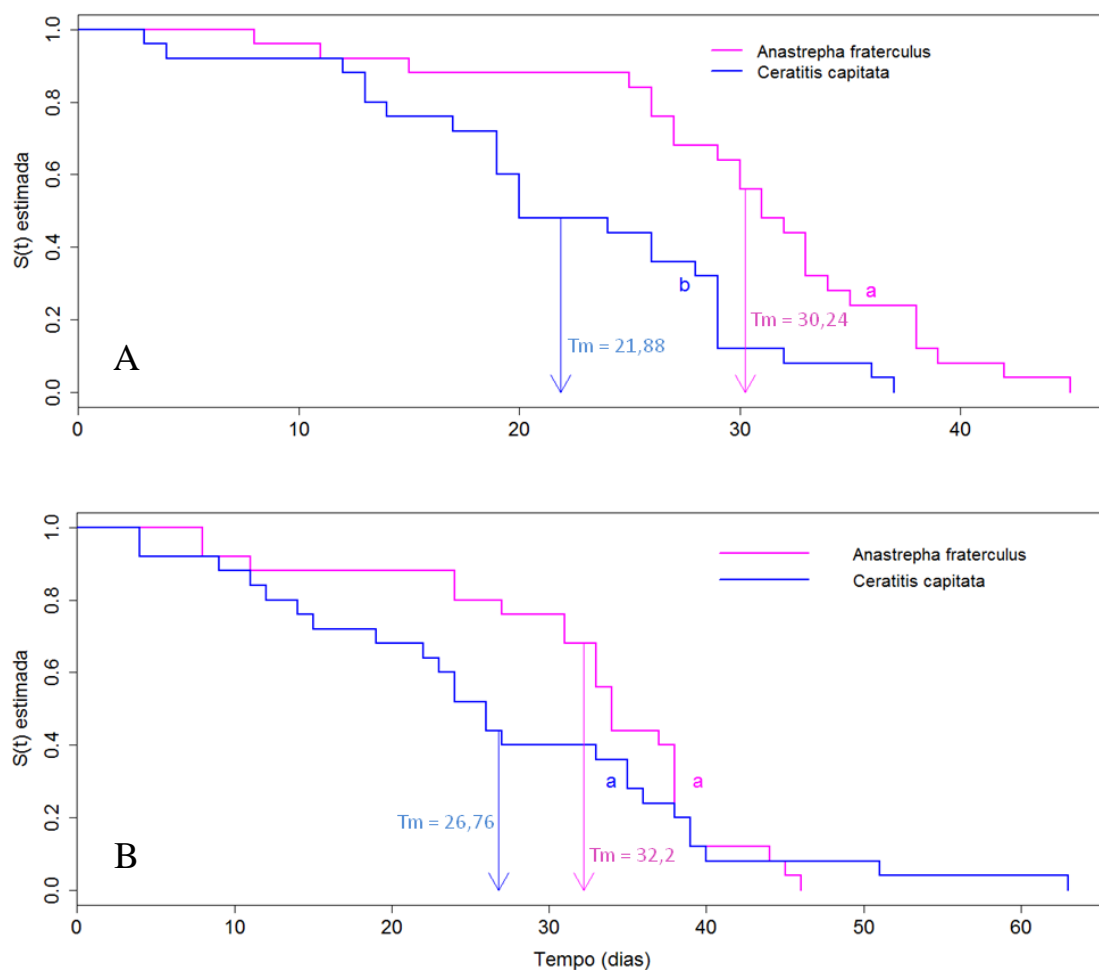 S(t) estimada
1.0
0.8
0.6
0.4
0.2
0.0
Anastrepha fraterculus
Ceratitis capitata
b
a
Tm = 21,88
Tm = 30,24
A
0 10 20 30 40
S(t) estimada
1.0
0.8
0.6
0.4
0.2
0.0
Anastrepha fraterculus
Ceratitis capitata
a
a
Tm = 26,76
Tm = 32,2
B
0 10 20 30 40 50 60
Tempo (dias)